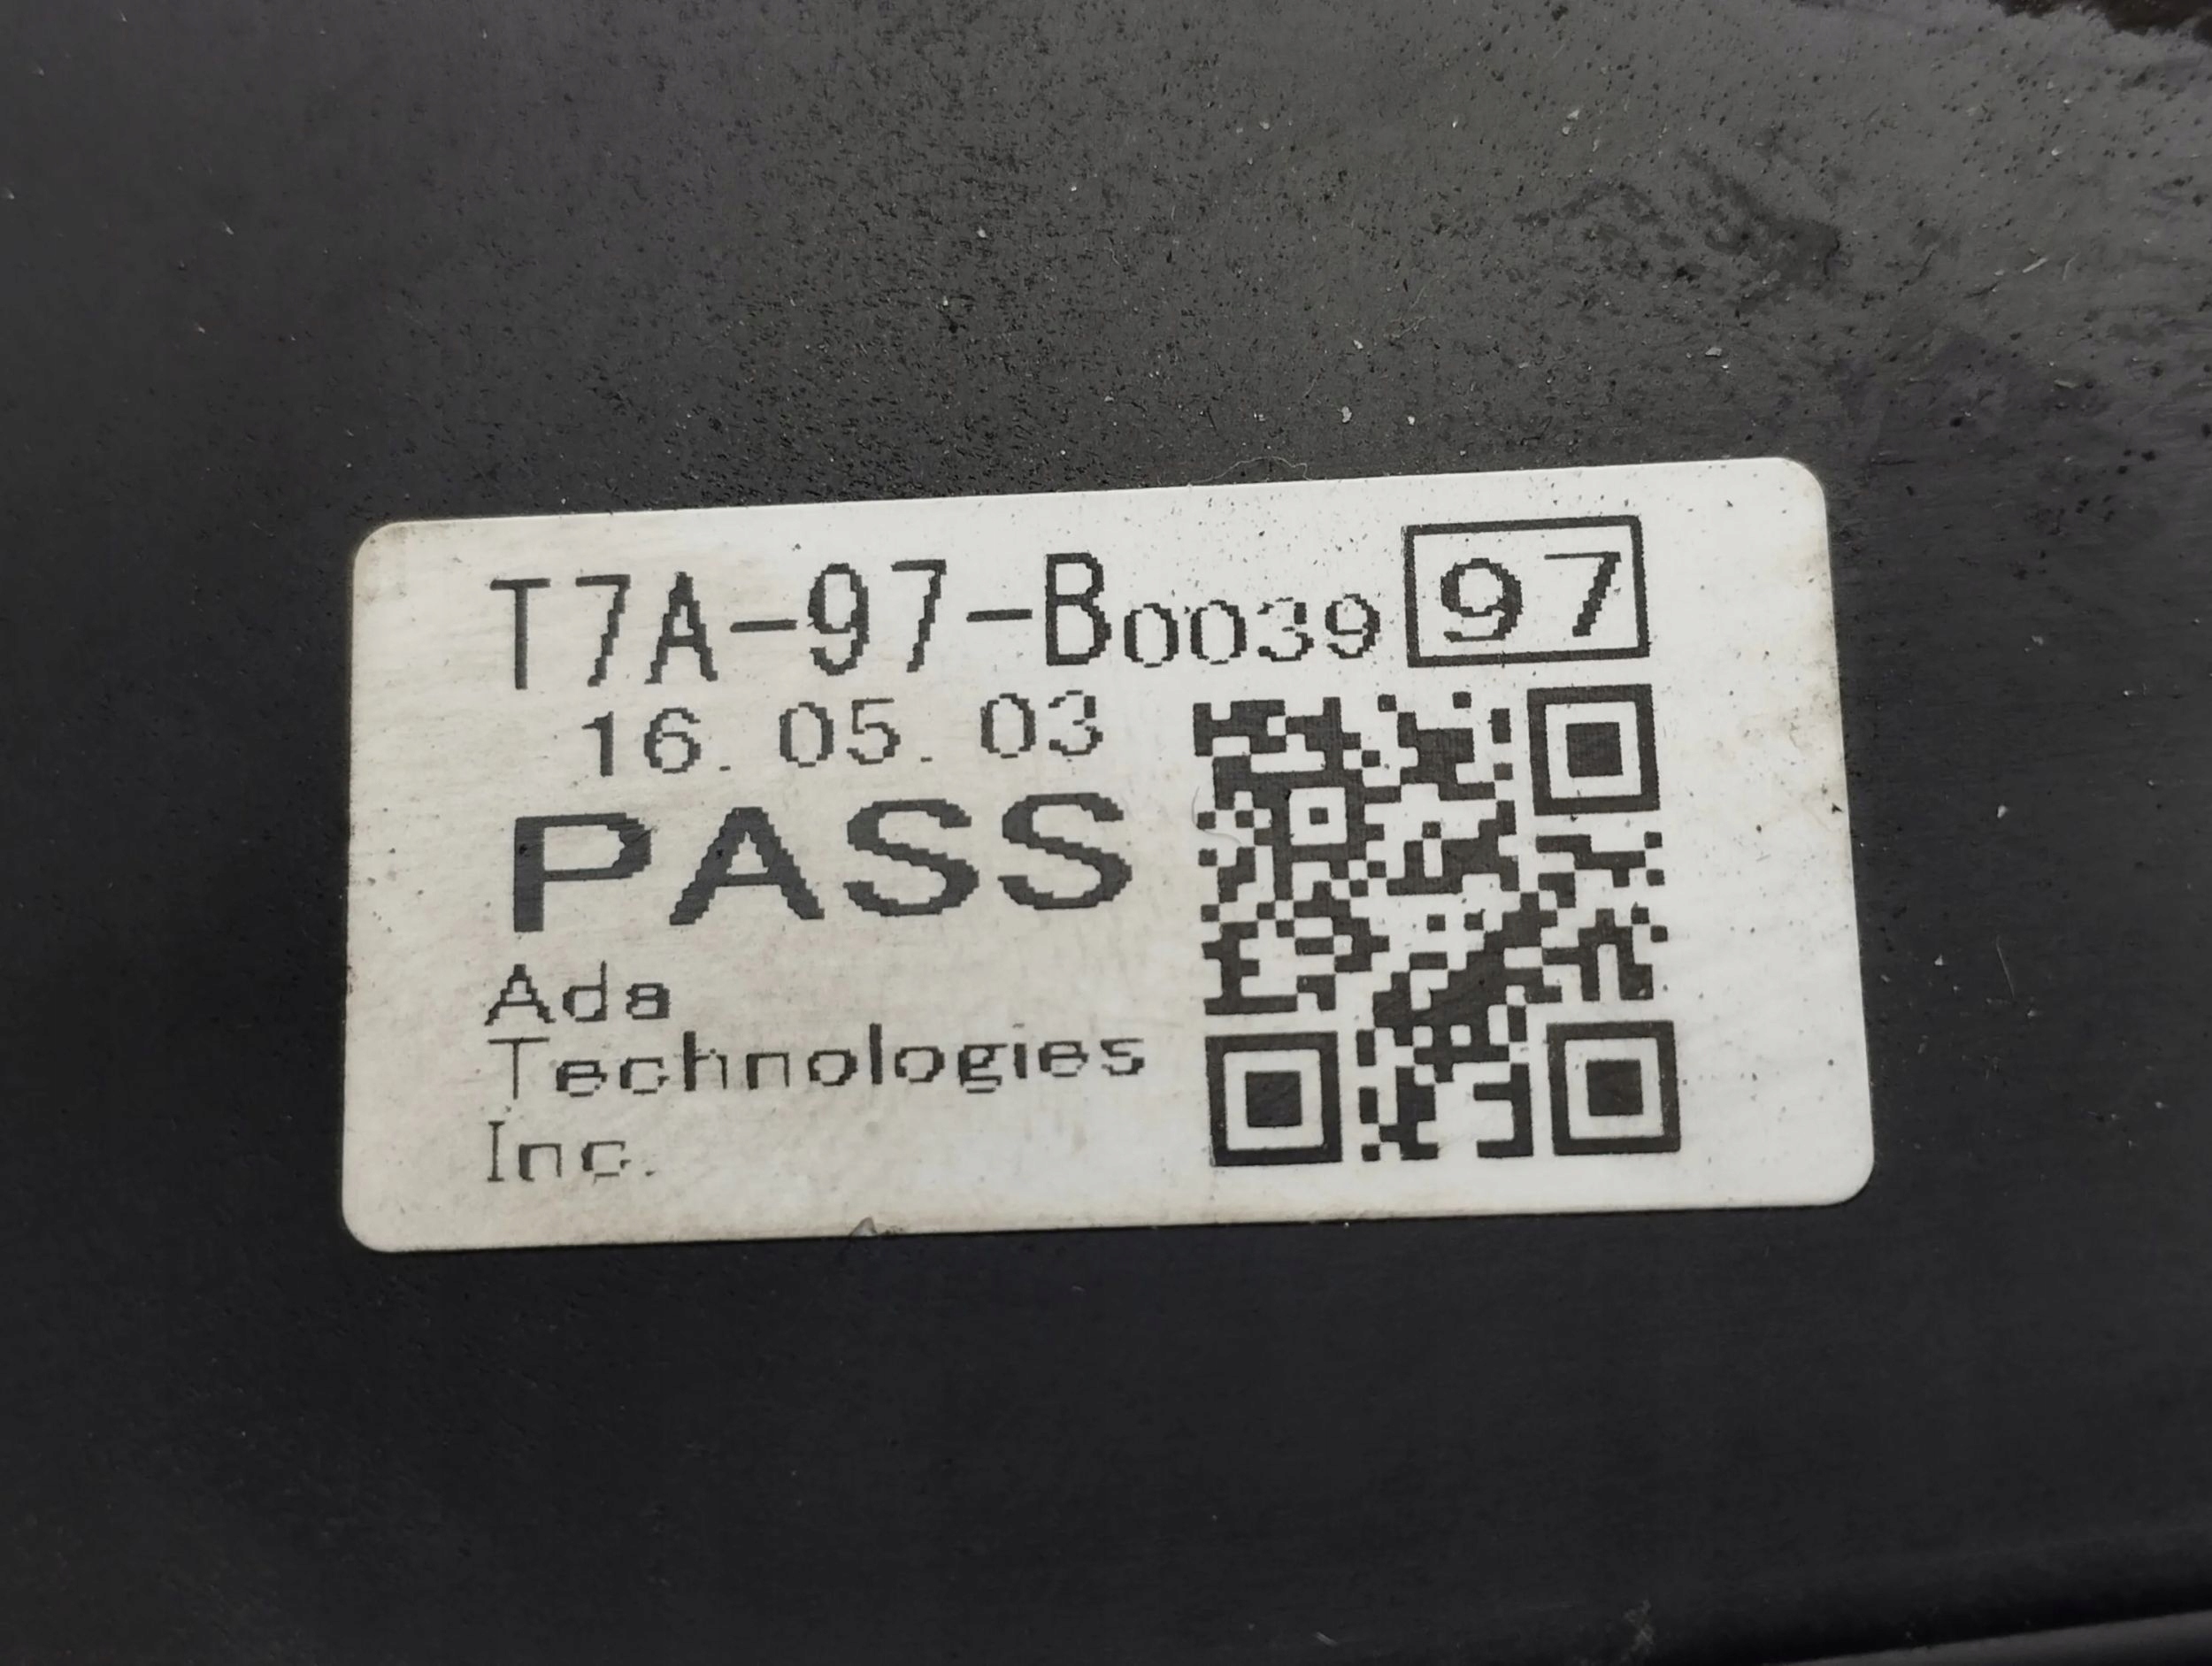 T7A-97-B0039 97
16.05.03
PASS
Ada
Technologies
Inc.